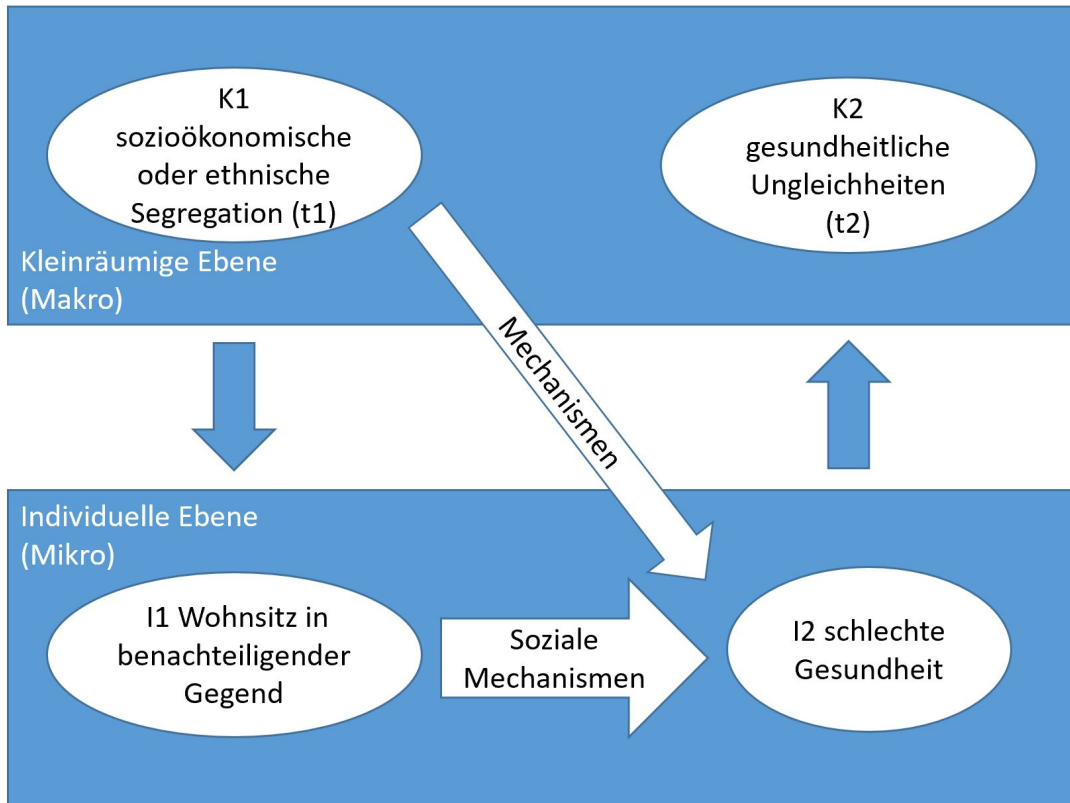 K1
sozioökonomische
oder ethnische
Segregation (t1)
K2
gesundheitliche
Ungleichheiten
(t2)
Kleinräumige Ebene
(Makro)
Mechanismen
Individuelle Ebene
(Mikro)
I1 Wohnsitz in
benachteiligender
Gegend
Soziale
Mechanismen
I2 schlechte
Gesundheit